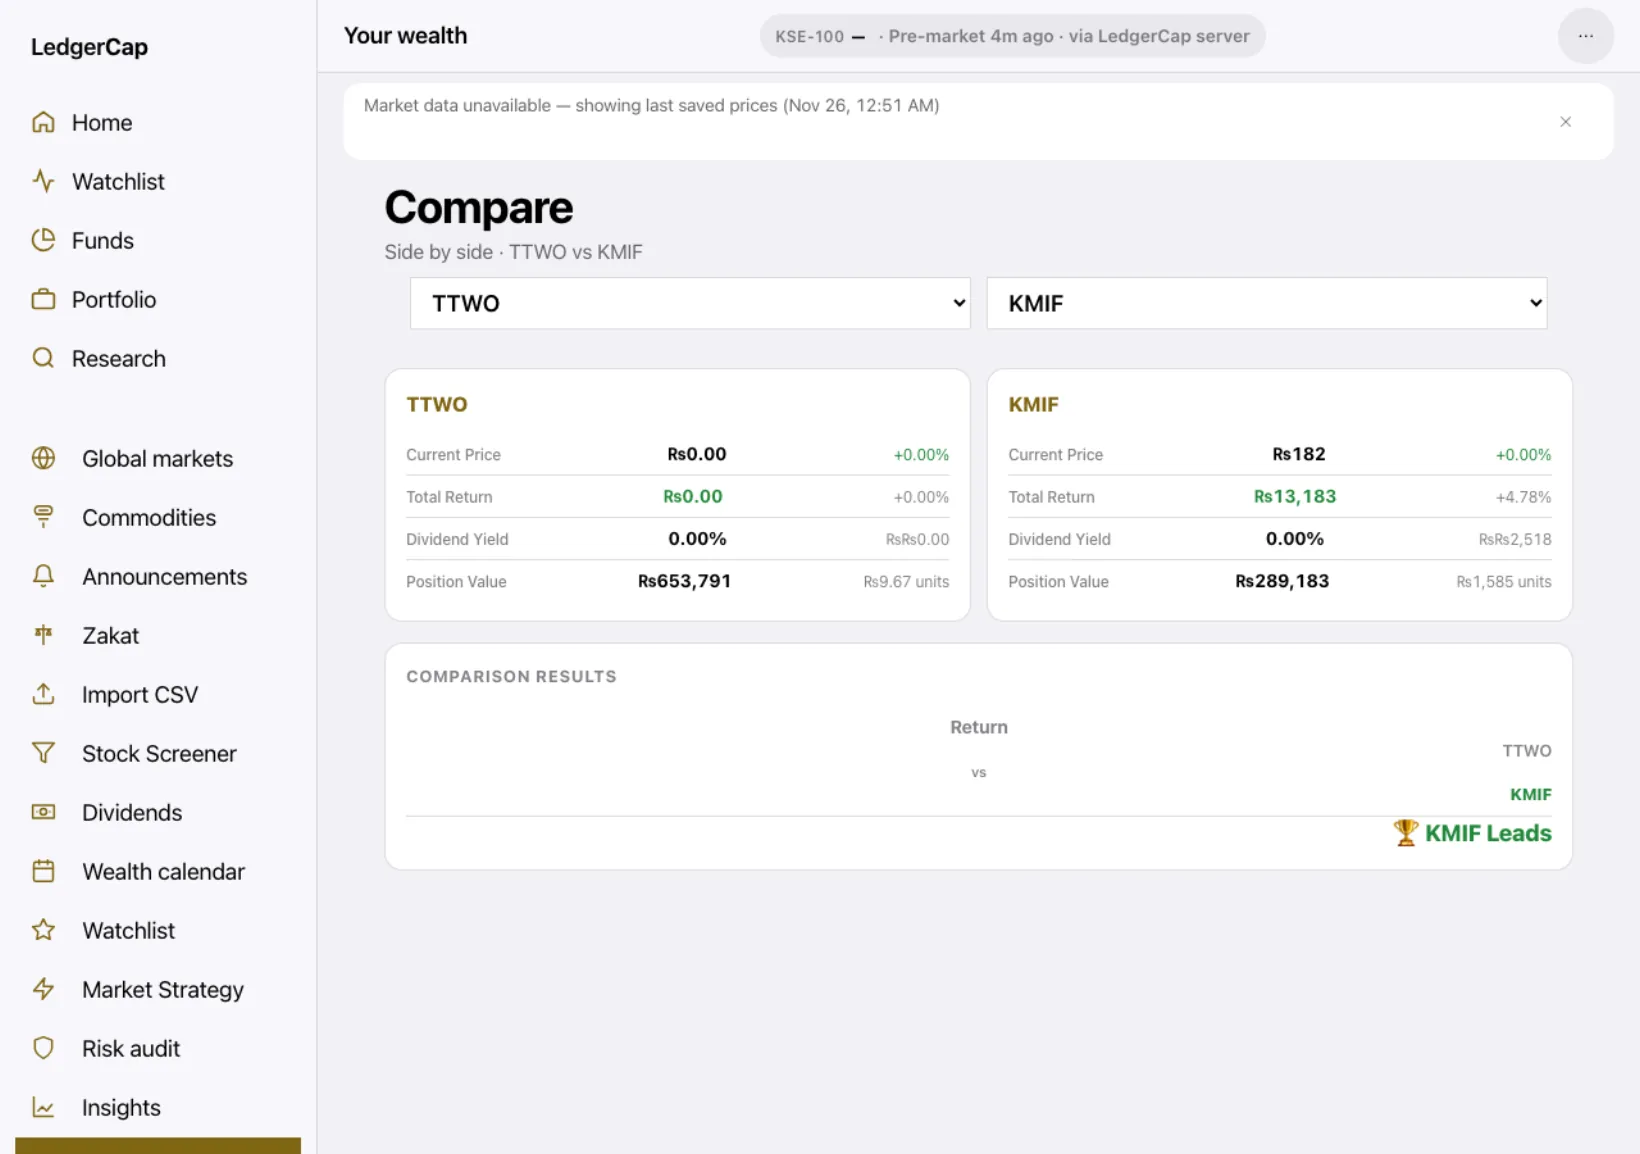 LedgerCap
Home
Watchlist
Funds
Portfolio
Research
Global markets
Commodities
Announcements
Zakat
Import CSV
Stock Screener
Dividends
Wealth calendar
Watchlist
Market Strategy
Risk audit
Insights
Your wealth
KSE-100 — · Pre-market 4m ago · via LedgerCap server
...
Market data unavailable — showing last saved prices (Nov 26, 12:51 AM)
×
Compare
Side by side · TTWO vs KMIF
TTWO
KMIF
TTWO
Current Price ₨0.00 +0.00%
Total Return ₨0.00 +0.00%
Dividend Yield 0.00% ₨₨0.00
Position Value ₨653,791 ₨9.67 units
KMIF
Current Price ₨182 +0.00%
Total Return ₨13,183 +4.78%
Dividend Yield 0.00% ₨₨2,518
Position Value ₨289,183 ₨1,585 units
COMPARISON RESULTS
Return
TTWO
vs
KMIF
🏆 KMIF Leads